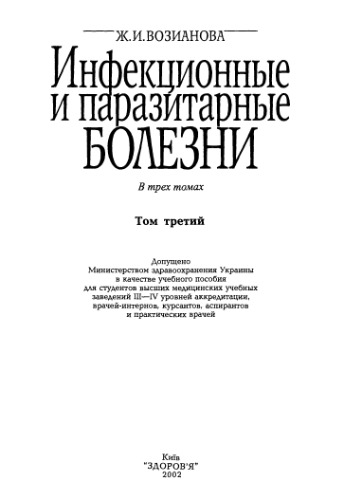 Ж.И.ВОЗИАНОВА
Инфекционные
и паразитарные
БОЛЕЗНИ
В трех томах
Том третий
Допущено
Министерством здравоохранения Украины
в качестве учебного пособия
для студентов высших медицинских учебных
заведений III—IV уровней аккредитации,
врачей-интернов, курсантов, аспирантов
и практических врачей
Київ
"ЗДОРОВ'Я"
2002